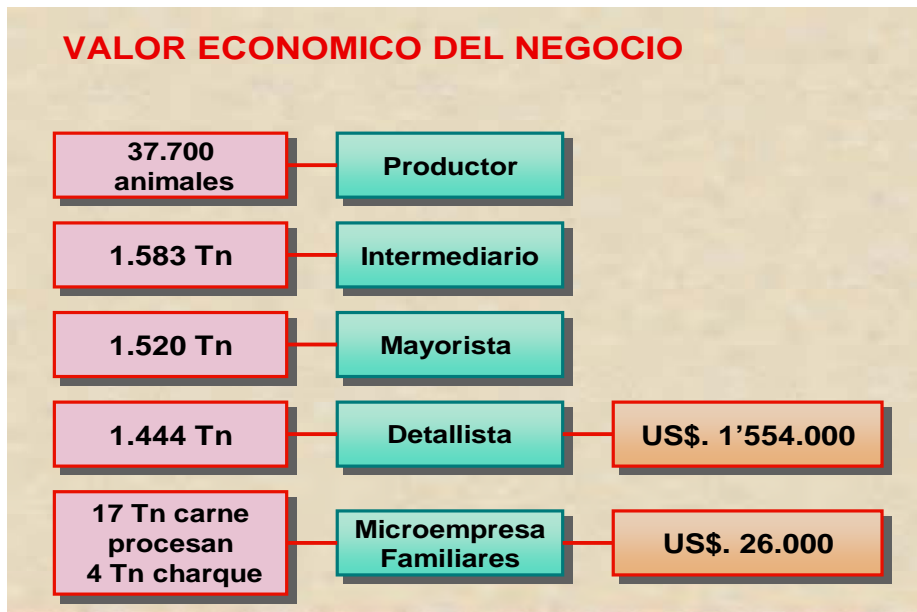 VALOR ECONOMICO DEL NEGOCIO
37.700
animales
Productor
1.583 Tn
Intermediario
1.520 Tn
Mayorista
1.444 Tn
Detallista
US$. 1’554.000
17 Tn carne
procesan
4 Tn charque
Microempresa
Familiares
US$. 26.000